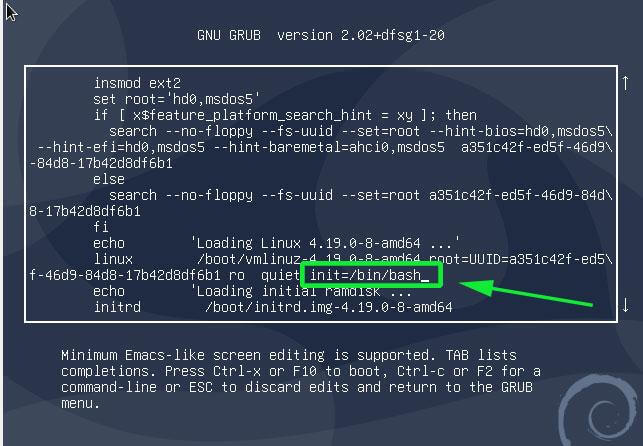 GNU GRUB version 2.02+dfsg1-20
insmod ext2
set root='hd0,msdos5'
if [ x$feature_platform_search_hint = xy ]; then
search --no-floppy --fs-uuid --set=root --hint-bios=hd0,msdos5\
--hint-efi=hd0,msdos5 --hint-baremetal=ahci0,msdos5 a351c42f-ed5f-46d9\
-84d8-17b42d8df6b1
else
search --no-floppy --fs-uuid --set=root a351c42f-ed5f-46d9-84d\
8-17b42d8df6b1
fi
echo 'Loading Linux 4.19.0-8-amd64 ...'
linux /boot/vmlinuz-4.19.0-8-amd64 root=UUID=a351c42f-ed5\
f-46d9-84d8-17b42d8df6b1 ro quiet init=/bin/bash_
echo 'Loading initial ramdisk ...
initrd /boot/initrd.img-4.19.0-8-amd64
Minimum Emacs-like screen editing is supported. TAB lists
completions. Press Ctrl-x or F10 to boot, Ctrl-c or F2 for a
command-line or ESC to discard edits and return to the GRUB
menu.